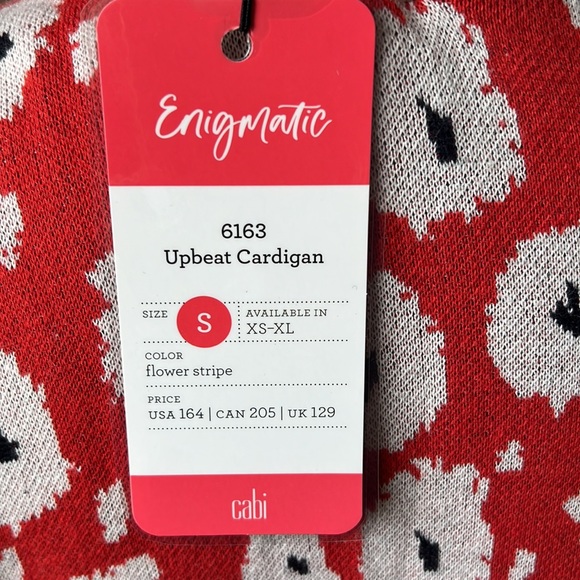 Enigmatic
6163
Upbeat Cardigan
SIZE S AVAILABLE IN
XS–XL
COLOR
flower stripe
PRICE
USA 164 | CAN 205 | UK 129
cabi